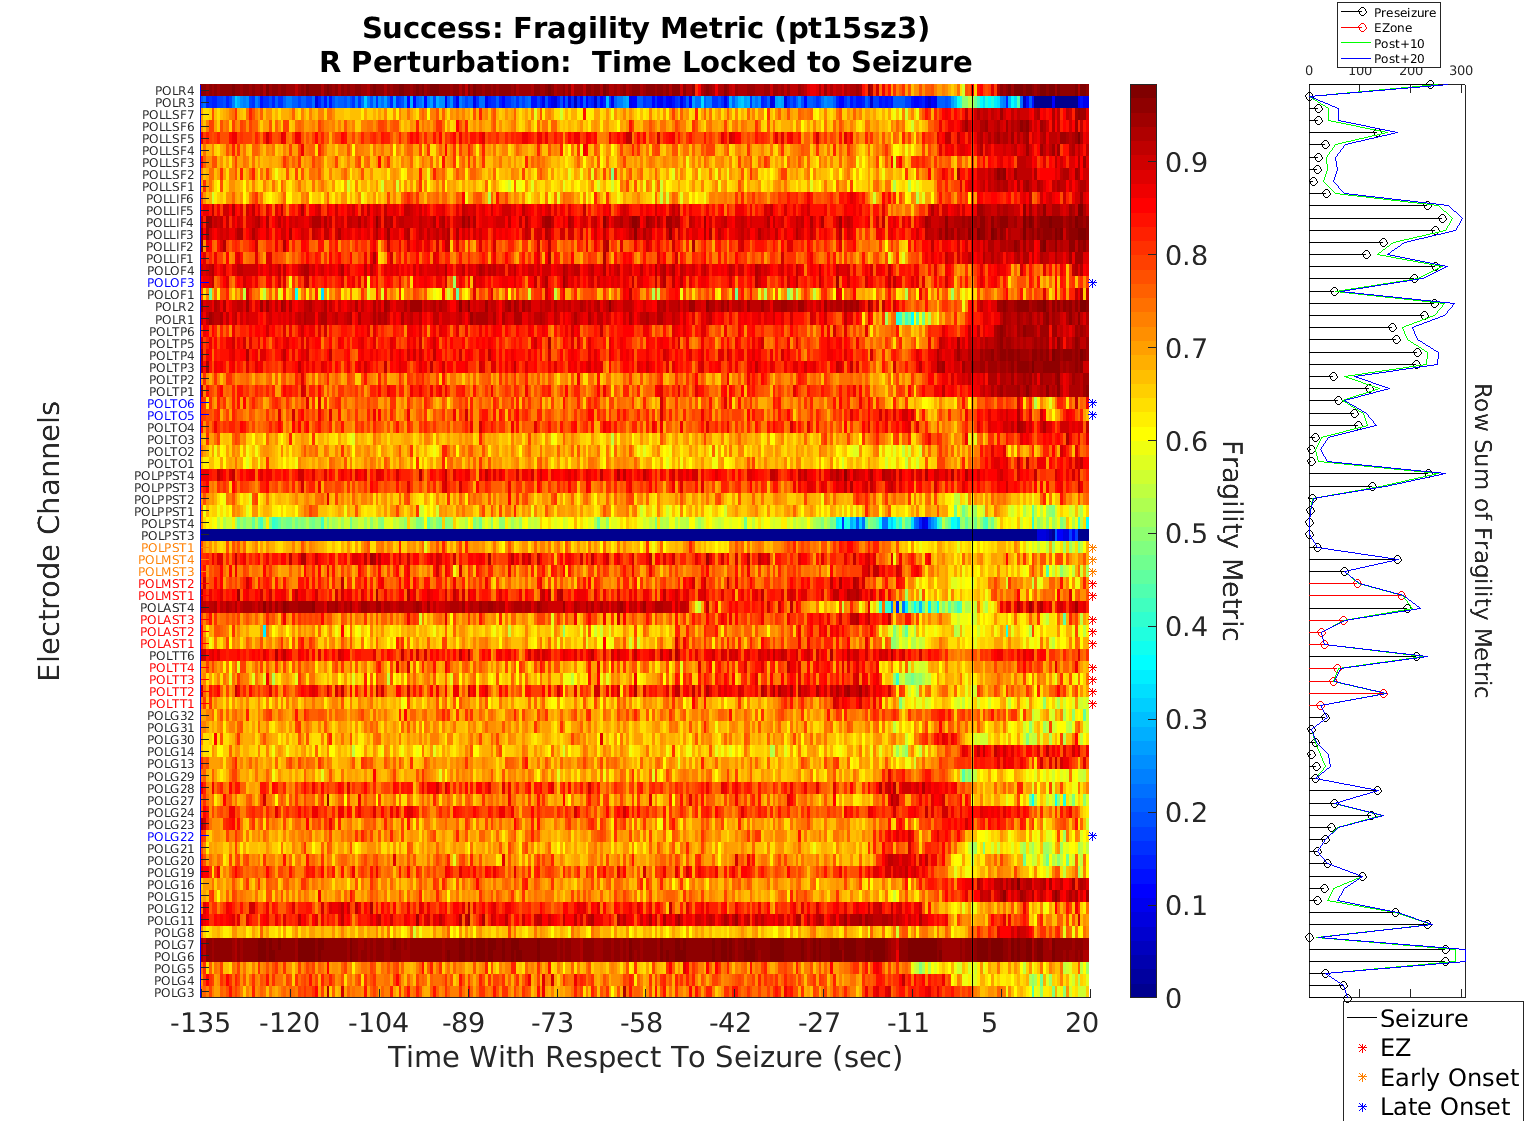 Success: Fragility Metric (pt15sz3)
R Perturbation:  Time Locked to Seizure
Preseizure
EZone
Post+10
Post+20
0 100 200 300
Electrode Channels
POLR4
POLR3
POLLSF7
POLLSF6
POLLSF5
POLLSF4
POLLSF3
POLLSF2
POLLSF1
POLLIF6
POLLIF5
POLLIF4
POLLIF3
POLLIF2
POLLIF1
POLOF4
POLOF3
POLOF1
POLR2
POLR1
POLTP6
POLTP5
POLTP4
POLTP3
POLTP2
POLTP1
POLTO6
POLTO5
POLTO4
POLTO3
POLTO2
POLTO1
POLPPST4
POLPPST3
POLPPST2
POLPPST1
POLPST4
POLPST3
POLPST1
POLMST4
POLMST3
POLMST2
POLMST1
POLAST4
POLAST3
POLAST2
POLAST1
POLTT6
POLTT4
POLTT3
POLTT2
POLTT1
POLG32
POLG31
POLG30
POLG14
POLG13
POLG29
POLG28
POLG27
POLG24
POLG23
POLG22
POLG21
POLG20
POLG19
POLG16
POLG15
POLG12
POLG11
POLG8
POLG7
POLG6
POLG5
POLG4
POLG3
-135 -120 -104 -89 -73 -58 -42 -27 -11 5 20
Time With Respect To Seizure (sec)
0.9
0.8
0.7
0.6
0.5
0.4
0.3
0.2
0.1
0
Fragility Metric
Row Sum of Fragility Metric
Seizure
EZ
Early Onset
Late Onset